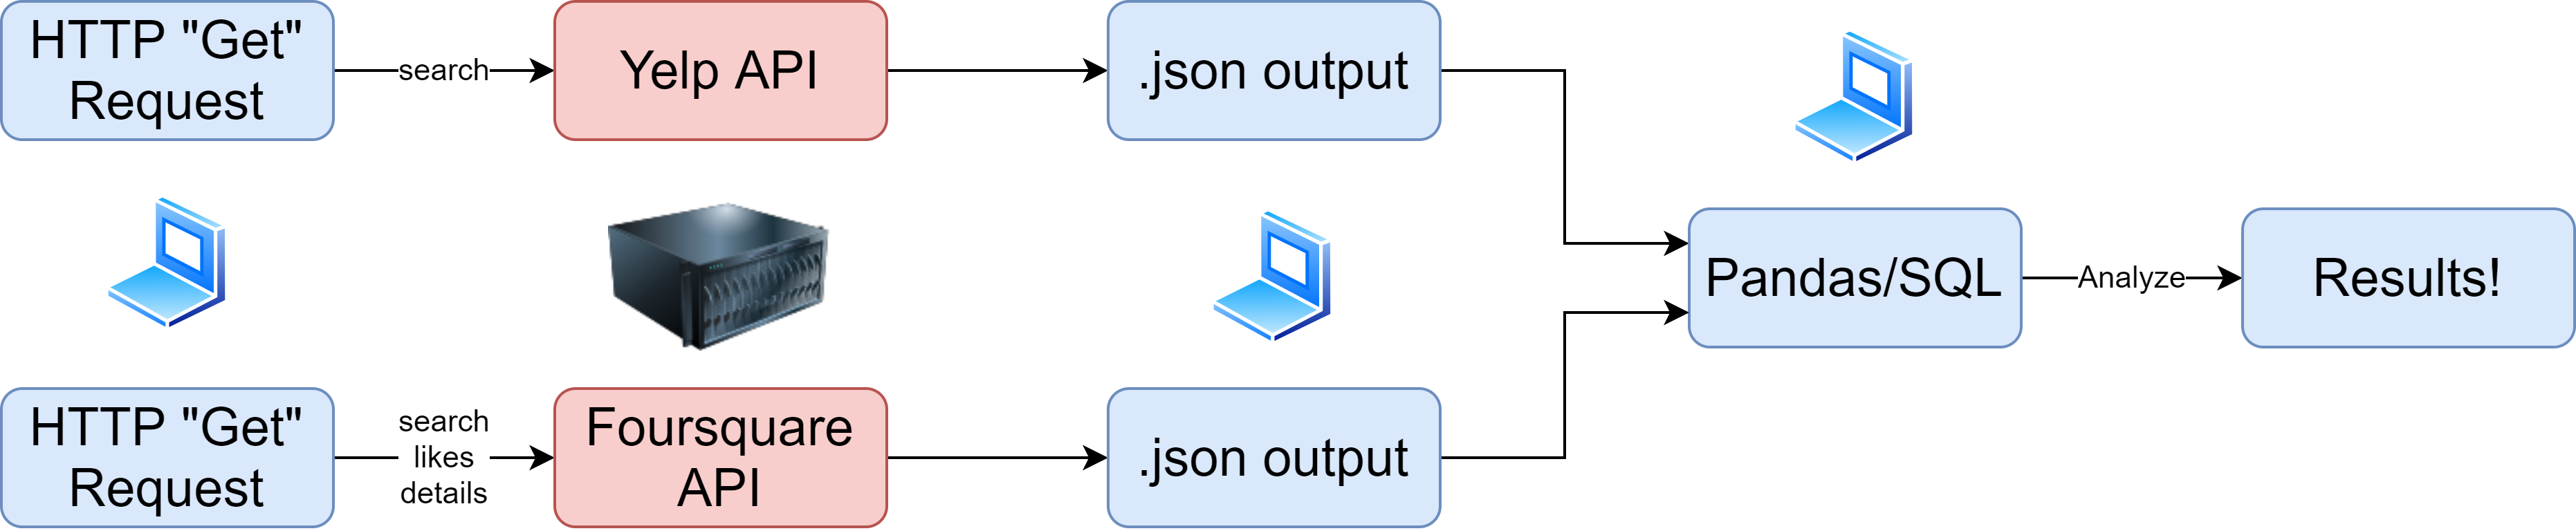 HTTP "Get"
Request
search
Yelp API
.json output
Pandas/SQL
Analyze
Results!
HTTP "Get"
Request
search
likes
details
Foursquare
API
.json output